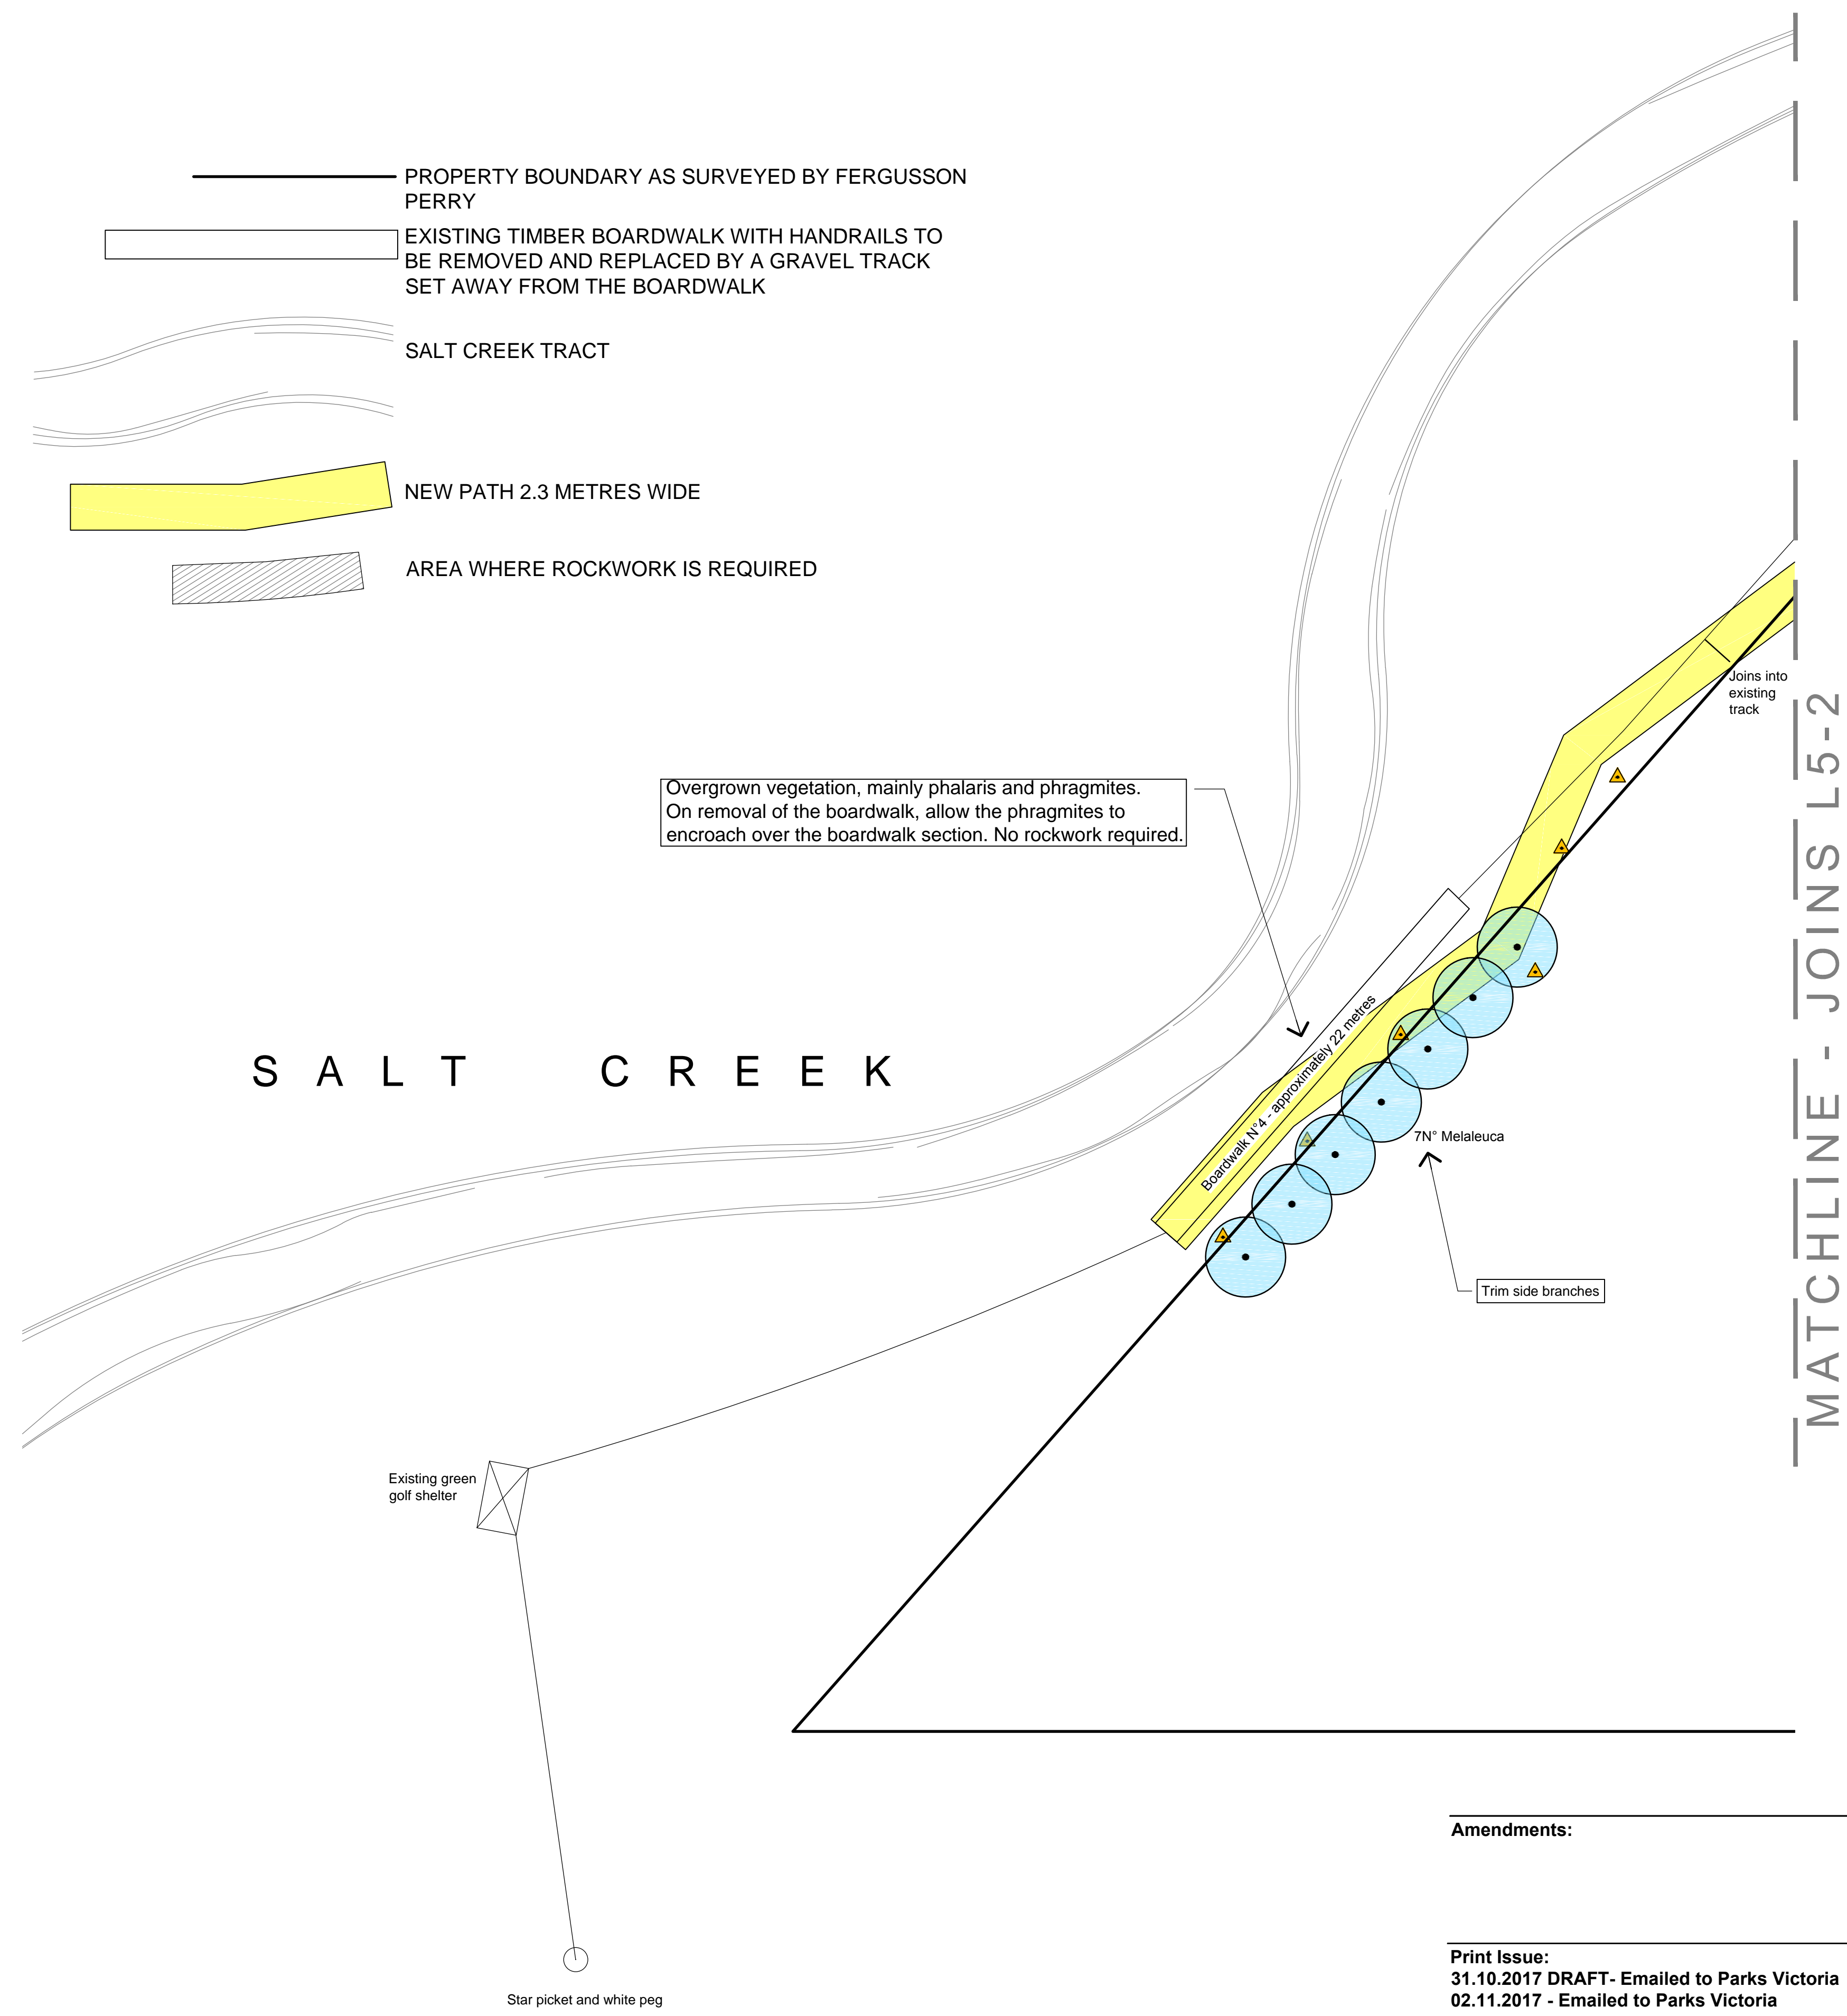 PROPERTY BOUNDARY AS SURVEYED BY FERGUSSON
PERRY
EXISTING TIMBER BOARDWALK WITH HANDRAILS TO
BE REMOVED AND REPLACED BY A GRAVEL TRACK
SET AWAY FROM THE BOARDWALK
SALT CREEK TRACT
NEW PATH 2.3 METRES WIDE
AREA WHERE ROCKWORK IS REQUIRED
Joins into
existing
track
MATCHLINE - JOINS L5-2
Overgrown vegetation, mainly phalaris and phragmites.
On removal of the boardwalk, allow the phragmites to
encroach over the boardwalk section. No rockwork required.
SALT CREEK
Boardwalk N°4 - approximately 22 metres
7N° Melaleuca
Trim side branches
Existing green
golf shelter
Star picket and white peg
Amendments:
Print Issue:
31.10.2017 DRAFT- Emailed to Parks Victoria
02.11.2017 - Emailed to Parks Victoria